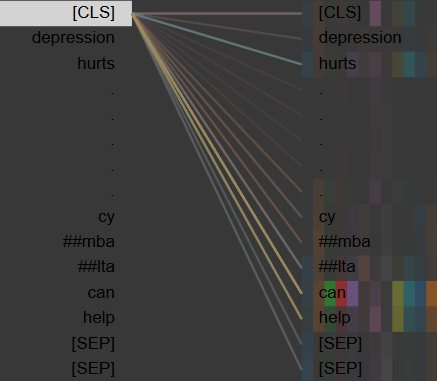 [CLS] [CLS]
depression depression
hurts hurts
. .
. .
. .
. .
. .
cy cy
##mba ##mba
##lta ##lta
can can
help help
[SEP] [SEP]
[SEP] [SEP]